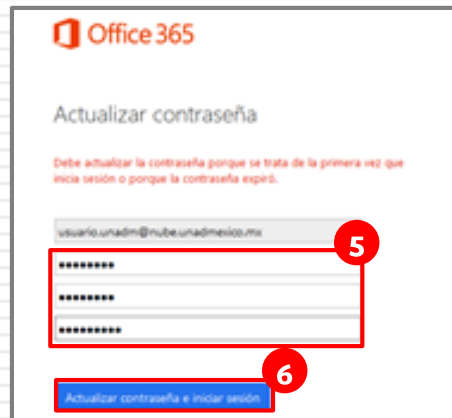 Office 365
Actualizar contraseña
Debe actualizar la contraseña porque se trata de la primera vez que
inicia sesión o porque la contraseña expiró.
usuario.unadm@nube.unadmexico.mx
5
••••••••
••••••••
•••••••••
6
Actualizar contraseña e iniciar sesión